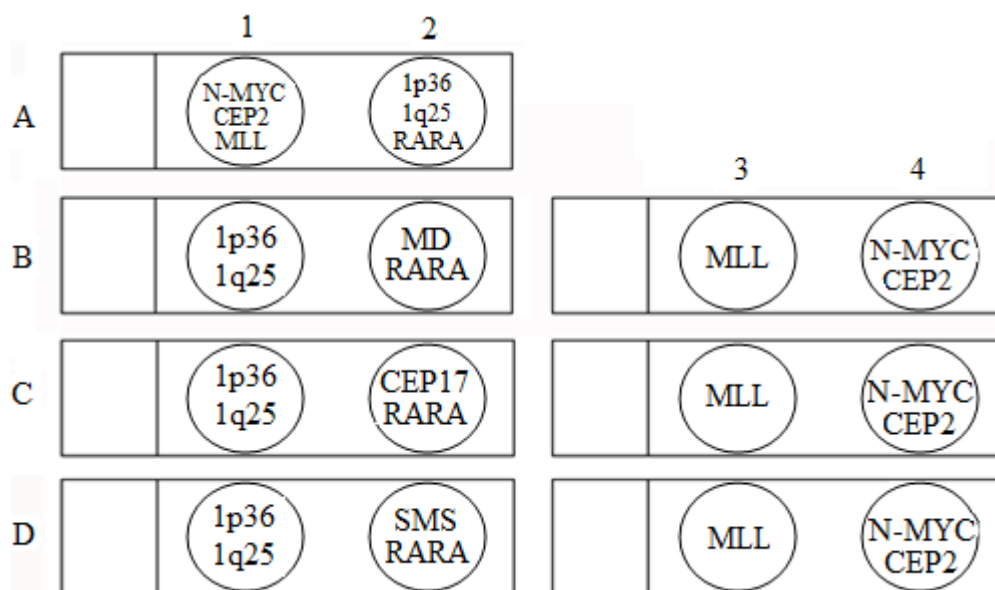 1 2
A
N-MYC
CEP2
MLL
1p36
1q25
RARA
3 4
B
1p36
1q25
MD
RARA
MLL
N-MYC
CEP2
C
1p36
1q25
CEP17
RARA
MLL
N-MYC
CEP2
D
1p36
1q25
SMS
RARA
MLL
N-MYC
CEP2